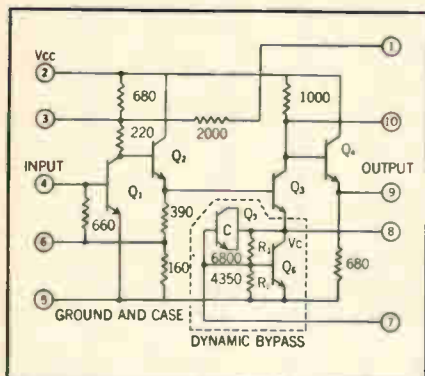 1
Vcc
2
680
1000
10
3
220
2000
Q₂
Q₄
INPUT
OUTPUT
4
Q₁
Q₃
9
390
Q₅
660
C
R₂
Vc
8
6
6800
Q₆
680
160
4350
R₁
5
GROUND AND CASE
7
DYNAMIC BYPASS